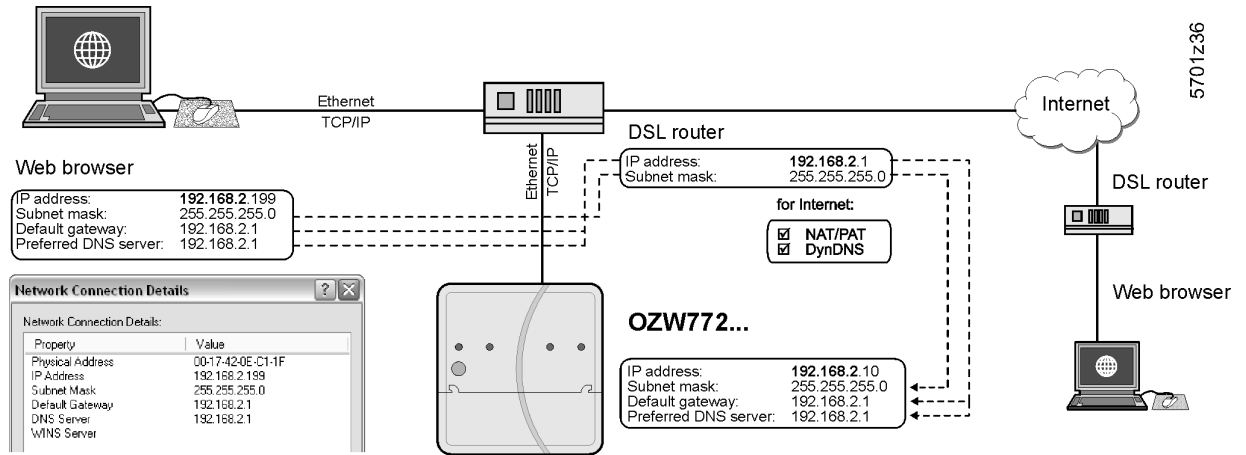 5701z36
Internet
Ethernet
TCP/IP
DSL router
Ethernet
TCP/IP
IP address: 192.168.2.1
Subnet mask: 255.255.255.0
for Internet:
NAT/PAT
DynDNS
DSL router
Web browser
Web browser
IP address: 192.168.2.199
Subnet mask: 255.255.255.0
Default gateway: 192.168.2.1
Preferred DNS server: 192.168.2.1
Network Connection Details
Network Connection Details:
Property Value
Physical Address 00-17-42-0E-C1-1F
IP Address 192.168.2.199
Subnet Mask 255.255.255.0
Default Gateway 192.168.2.1
DNS Server 192.168.2.1
WINS Server
OZW772...
IP address: 192.168.2.10
Subnet mask: 255.255.255.0
Default gateway: 192.168.2.1
Preferred DNS server: 192.168.2.1